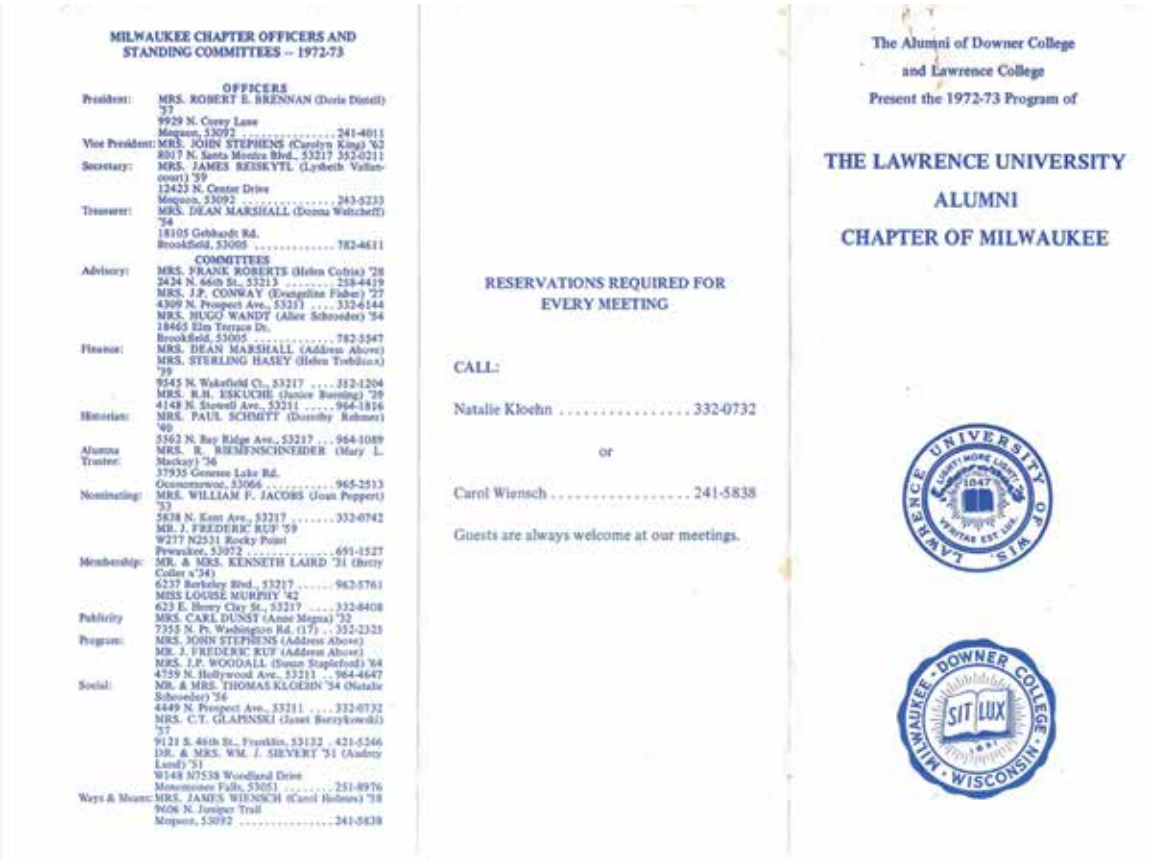 MILWAUKEE CHAPTER OFFICERS AND
STANDING COMMITTEES -- 1972-73
OFFICERS
President: MRS. ROBERT E. BRENNAN (Doris Distell)
'57
9929 N. Corey Lane
Mequon, 53092 ............... 241-4011
Vice President: MRS. JOHN STEPHENS (Carolyn King) '62
8017 N. Santa Monica Blvd., 53217 352-0211
Secretary: MRS. JAMES REISKYTL (Lysbeth Vallan-
court) '59
12423 N. Center Drive
Mequon, 53092 ............... 243-5233
Treasurer: MRS. DEAN MARSHALL (Donna Weltcheff)
'54
18105 Gebhardt Rd.
Brookfield, 53005 ............. 782-4611
COMMITTEES
Advisory: MRS. FRANK ROBERTS (Helen Cofrin) '28
2424 N. 66th St., 53213 ........ 258-4419
MRS. J.P. CONWAY (Evangeline Fisher) '27
4309 N. Prospect Ave., 53211 .... 332-6144
MRS. HUGO WANDT (Alice Schroeder) '54
18465 Elm Terrace Dr.
Brookfield, 53005 ............. 782-5547
Finance: MRS. DEAN MARSHALL (Address Above)
MRS. STERLING HASEY (Helen
'39
9545 N. Wakefield Ct., 53217 .... 352-1204
MRS. R.H. ESKUCHE (Janice Bunning) '39
4148 N. Stowell Ave., 53211 ..... 964-1816
Historian: MRS. PAUL SCHMITT (Dorothy Rohmer)
'40
5562 N. Bay Ridge Ave., 53217 ... 964-1089
Alumna MRS. R. RIEMENSCHNEIDER (Mary L.
Trustee: Mackay) '36
37935 Genesee Lake Rd.
Oconomowoc, 53066 ............ 965-2513
Nominating: MRS. WILLIAM F. JACOBS (Joan Peppert)
'53
5838 N. Kent Ave., 53217 ....... 332-0742
MR. J. FREDERIC RUF '59
W277 N2531 Rocky Point
Pewaukee, 53072 ............... 691-1527
Membership: MR. & MRS. KENNETH LAIRD '31 (Betty
Coller x'34)
6237 Berkeley Blvd., 53217 ....... 962-5761
MISS LOUISE MURPHY '42
623 E. Henry Clay St., 53217 .... 332-8408
Publicity MRS. CARL DUNST (Anne Megna) '32
7355 N. Pt. Washington Rd. (17) .. 352-2325
Program: MRS. JOHN STEPHENS (Address Above)
MR. J. FREDERIC RUF (Address Above)
MRS. J.P. WOODALL (Susan Stapleford) '64
4759 N. Hollywood Ave., 53211 .. 964-4647
Social: MR. & MRS. THOMAS KLOEHN '54 (Natalie
Schroeder) '56
4449 N. Prospect Ave., 53211 .... 332-0732
MRS. C.T. GLAPINSKI (Janet Borzykowski)
'57
9121 S. 46th St., Franklin, 53132 . 421-5246
DR. & MRS. WM. J. SIEVERT '51 (Audrey
Lund) '51
W148 N7538 Woodland Drive
Menomonee Falls, 53051 ......... 251-8976
Ways & Means: MRS. JAMES WIENSCH (Carol Holmes) '58
9606 N. Juniper Trail
Mequon, 53092 ................ 241-5838
RESERVATIONS REQUIRED FOR
EVERY MEETING
CALL:
Natalie Kloehn ................ 332-0732
or
Carol Wiensch ................. 241-5838
Guests are always welcome at our meetings.
The Alumni of Downer College
and Lawrence College
Present the 1972-73 Program of
THE LAWRENCE UNIVERSITY
ALUMNI
CHAPTER OF MILWAUKEE
LAWRENCE UNIVERSITY OF WIS.
LIGHT! MORE LIGHT!
1847
VERITAS EST LUX
MILWAUKEE - DOWNER COLLEGE
SIT LUX
1851
WISCONSIN